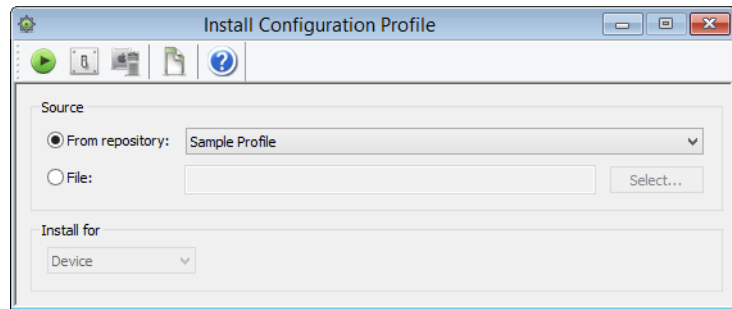 Install Configuration Profile
Source
From repository: Sample Profile
File: Select...
Install for
Device